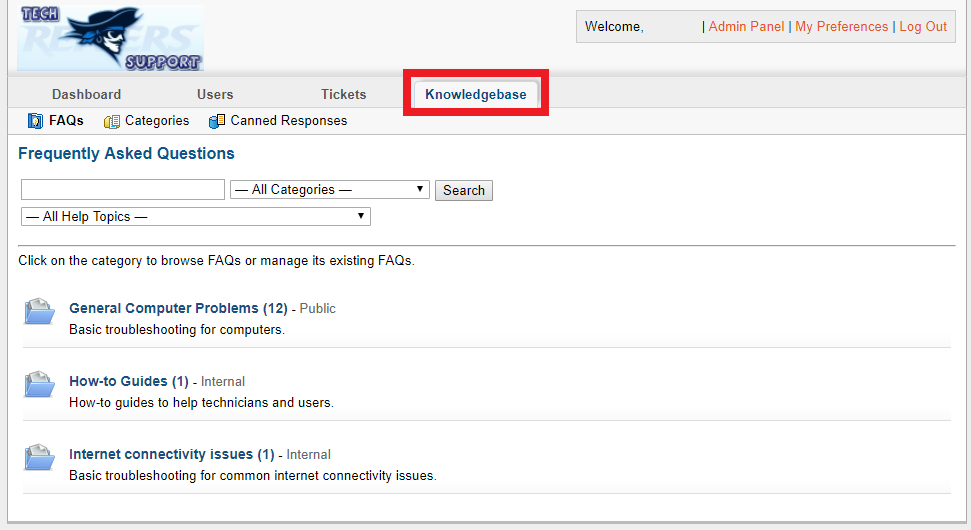 TECH
REAPERS
SUPPORT
Welcome, | Admin Panel | My Preferences | Log Out
Dashboard Users Tickets Knowledgebase
FAQs Categories Canned Responses
Frequently Asked Questions
— All Categories — Search
— All Help Topics —
Click on the category to browse FAQs or manage its existing FAQs.
General Computer Problems (12) - Public
Basic troubleshooting for computers.
How-to Guides (1) - Internal
How-to guides to help technicians and users.
Internet connectivity issues (1) - Internal
Basic troubleshooting for common internet connectivity issues.